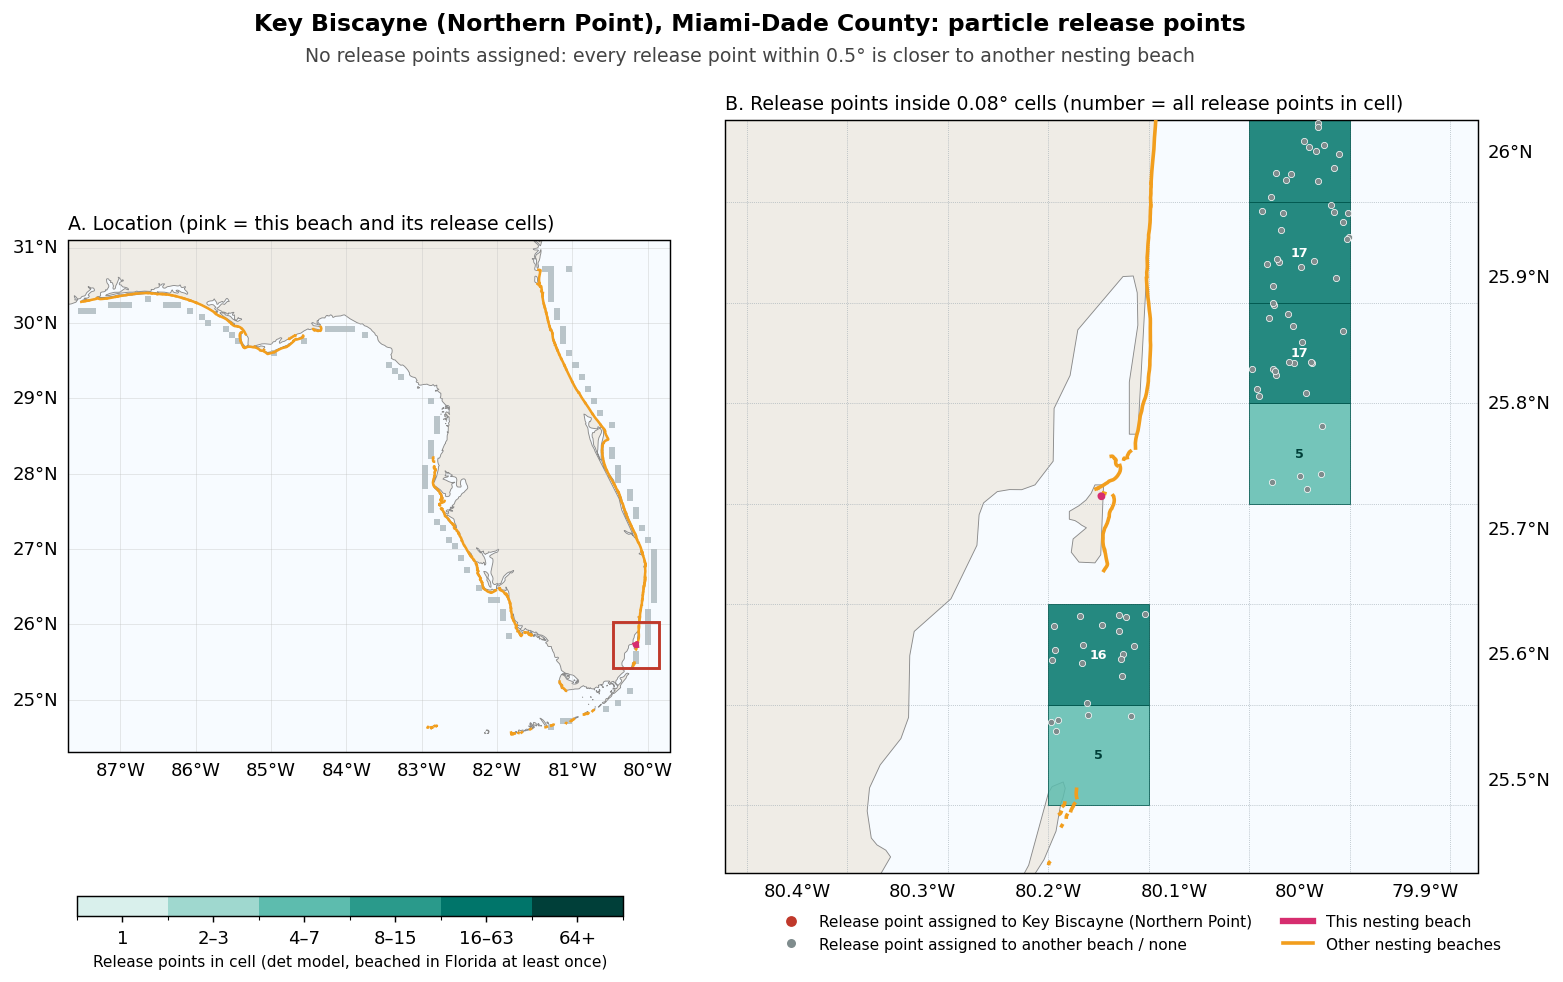 Key Biscayne (Northern Point), Miami-Dade County: particle release points
No release points assigned: every release point within 0.5° is closer to another nesting beach
A. Location (pink = this beach and its release cells)
31°N
30°N
29°N
28°N
27°N
26°N
25°N
87°W 86°W 85°W 84°W 83°W 82°W 81°W 80°W
1 2–3 4–7 8–15 16–63 64+
Release points in cell (det model, beached in Florida at least once)
B. Release points inside 0.08° cells (number = all release points in cell)
26°N
17
25.9°N
17
25.8°N
5
25.7°N
16
25.6°N
5
25.5°N
80.4°W 80.3°W 80.2°W 80.1°W 80°W 79.9°W
Release point assigned to Key Biscayne (Northern Point)
Release point assigned to another beach / none
This nesting beach
Other nesting beaches